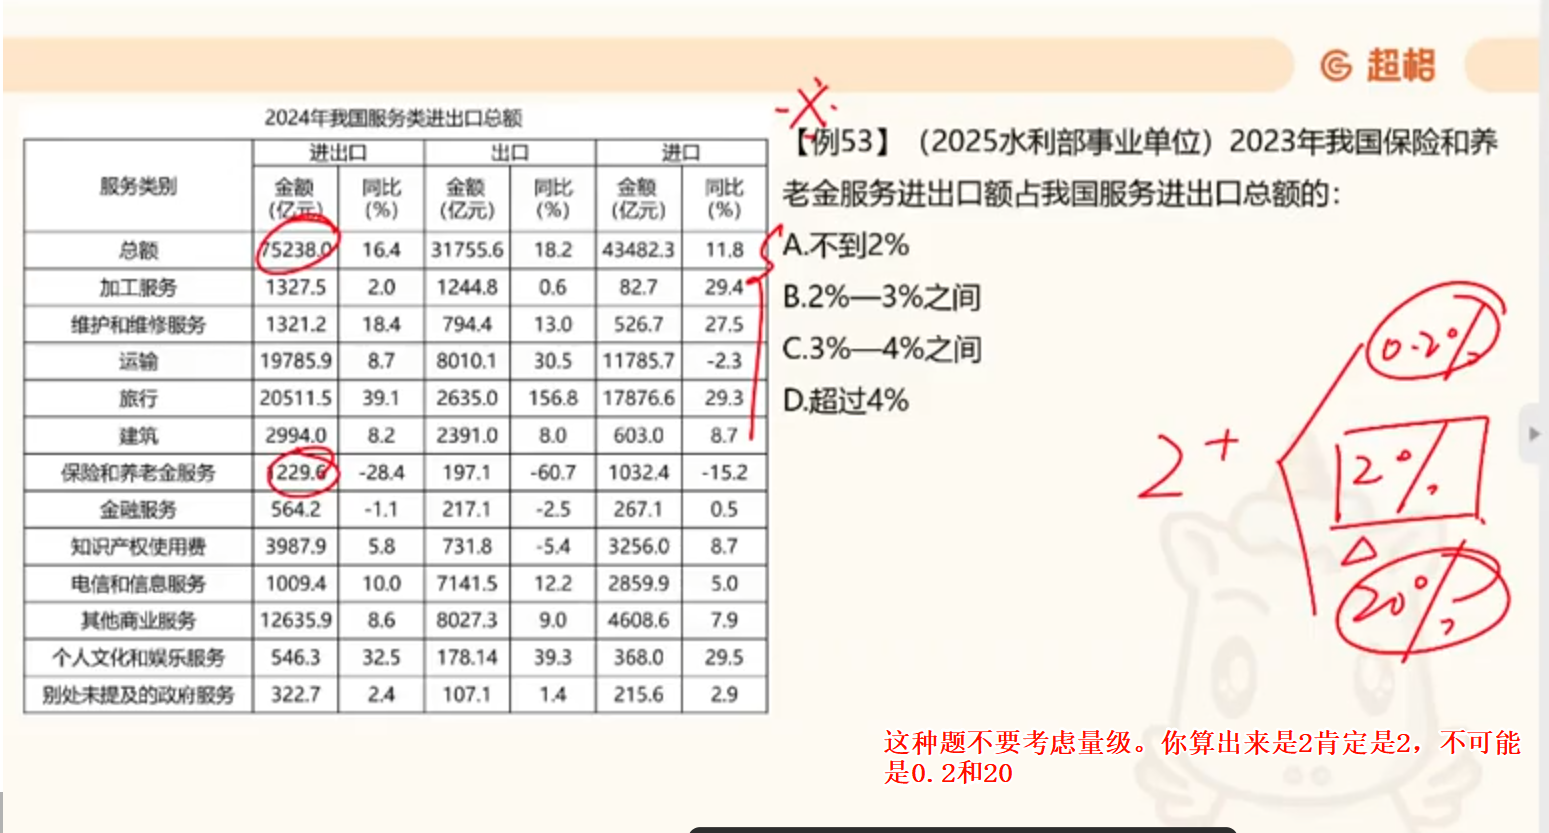 超格
2024年我国服务类进出口总额
服务类别 进出口 出口 进口
金额(亿元) 同比(%) 金额(亿元) 同比(%) 金额(亿元) 同比(%)
总额 75238.0 16.4 31755.6 18.2 43482.3 11.8
加工服务 1327.5 2.0 1244.8 0.6 82.7 29.4
维护和维修服务 1321.2 18.4 794.4 13.0 526.7 27.5
运输 19785.9 8.7 8010.1 30.5 11785.7 -2.3
旅行 20511.5 39.1 2635.0 156.8 17876.6 29.3
建筑 2994.0 8.2 2391.0 8.0 603.0 8.7
保险和养老金服务 1229.6 -28.4 197.1 -60.7 1032.4 -15.2
金融服务 564.2 -1.1 217.1 -2.5 267.1 0.5
知识产权使用费 3987.9 5.8 731.8 -5.4 3256.0 8.7
电信和信息服务 1009.4 10.0 7141.5 12.2 2859.9 5.0
其他商业服务 12635.9 8.6 8027.3 9.0 4608.6 7.9
个人文化和娱乐服务 546.3 32.5 178.14 39.3 368.0 29.5
别处未提及的政府服务 322.7 2.4 107.1 1.4 215.6 2.9
【例53】（2025水利部事业单位）2023年我国保险和养
老金服务进出口额占我国服务进出口总额的：
A.不到2%
B.2%—3%之间
C.3%—4%之间
D.超过4%
0.2%
2+
2%
20%
这种题不要考虑量级。你算出来是2肯定是2，不可能
是0.2和20